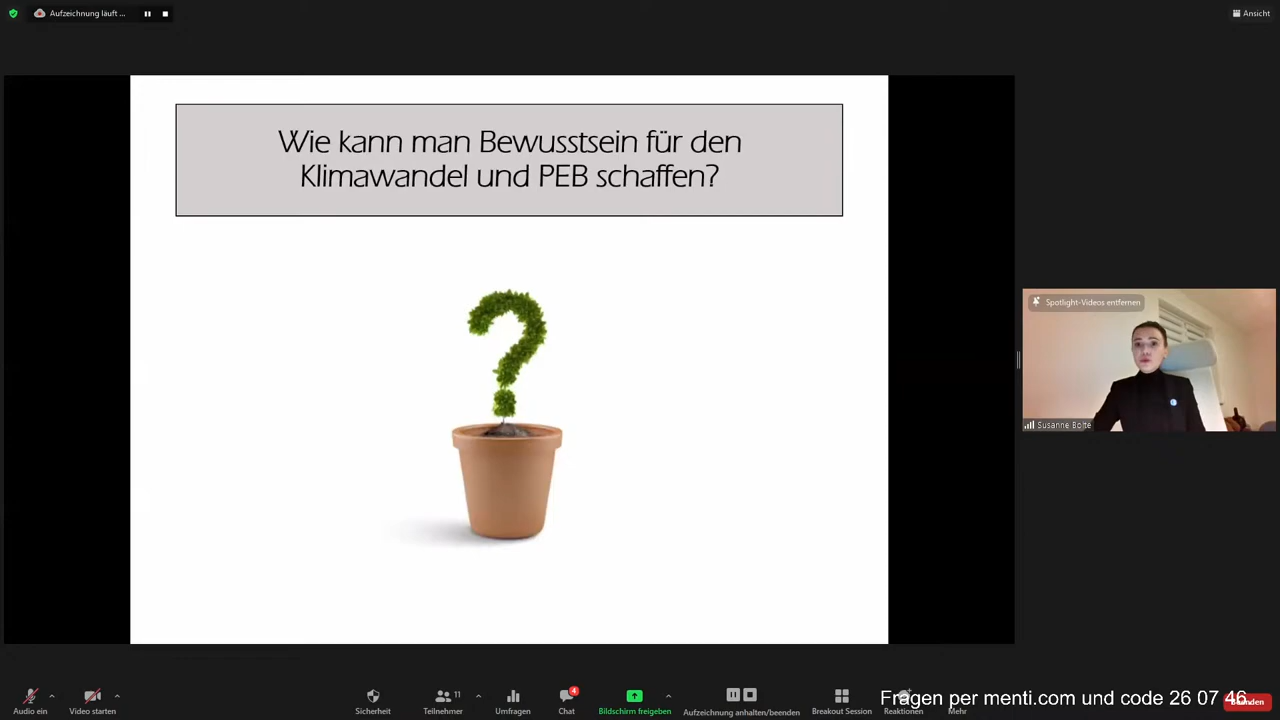 Aufzeichnung läuft ...
Ansicht
Wie kann man Bewusstsein für den
Klimawandel und PEB schaffen?
Spotlight-Videos entfernen
Susanne Bolte
Audio ein
Video starten
Sicherheit
11
Teilnehmer
Umfragen
4
Chat
Bildschirm freigeben
Aufzeichnung anhalten/beenden
Breakout Session
Reaktionen
Mehr
Fragen per menti.com und code 26 07 46
Beenden